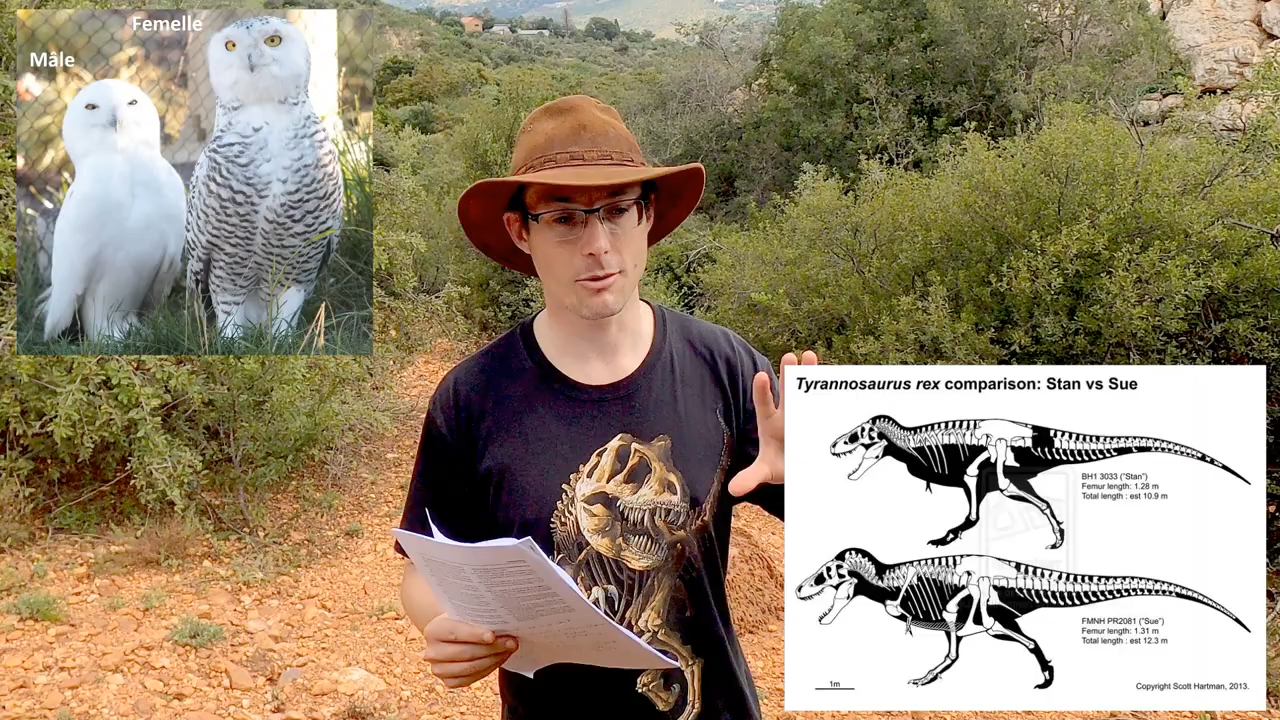 Femelle
Mâle
Tyrannosaurus rex comparison: Stan vs Sue
BH1 3033 ("Stan")
Femur length: 1.28 m
Total length : est 10.9 m
FMNH PR2081 ("Sue")
Femur length: 1.31 m
Total length : est 12.3 m
1m
Copyright Scott Hartman, 2013.